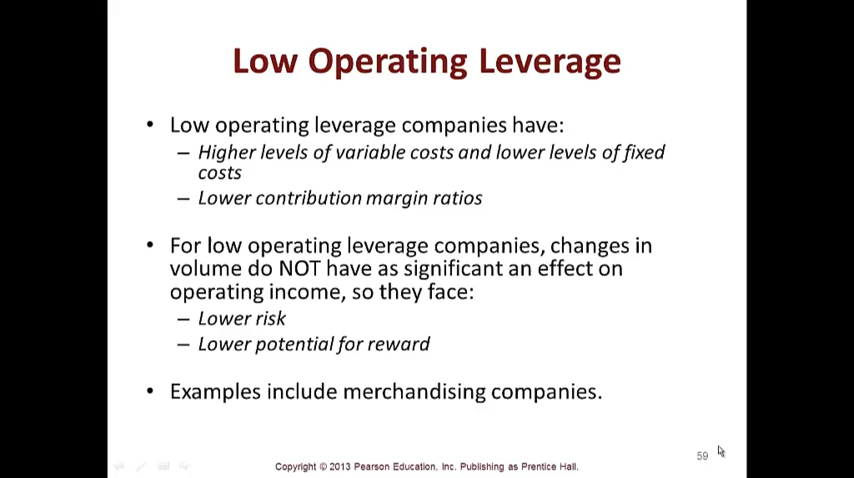 Low Operating Leverage
• Low operating leverage companies have:
– Higher levels of variable costs and lower levels of fixed
costs
– Lower contribution margin ratios
• For low operating leverage companies, changes in
volume do NOT have as significant an effect on
operating income, so they face:
– Lower risk
– Lower potential for reward
• Examples include merchandising companies.
59
Copyright © 2013 Pearson Education, Inc. Publishing as Prentice Hall.